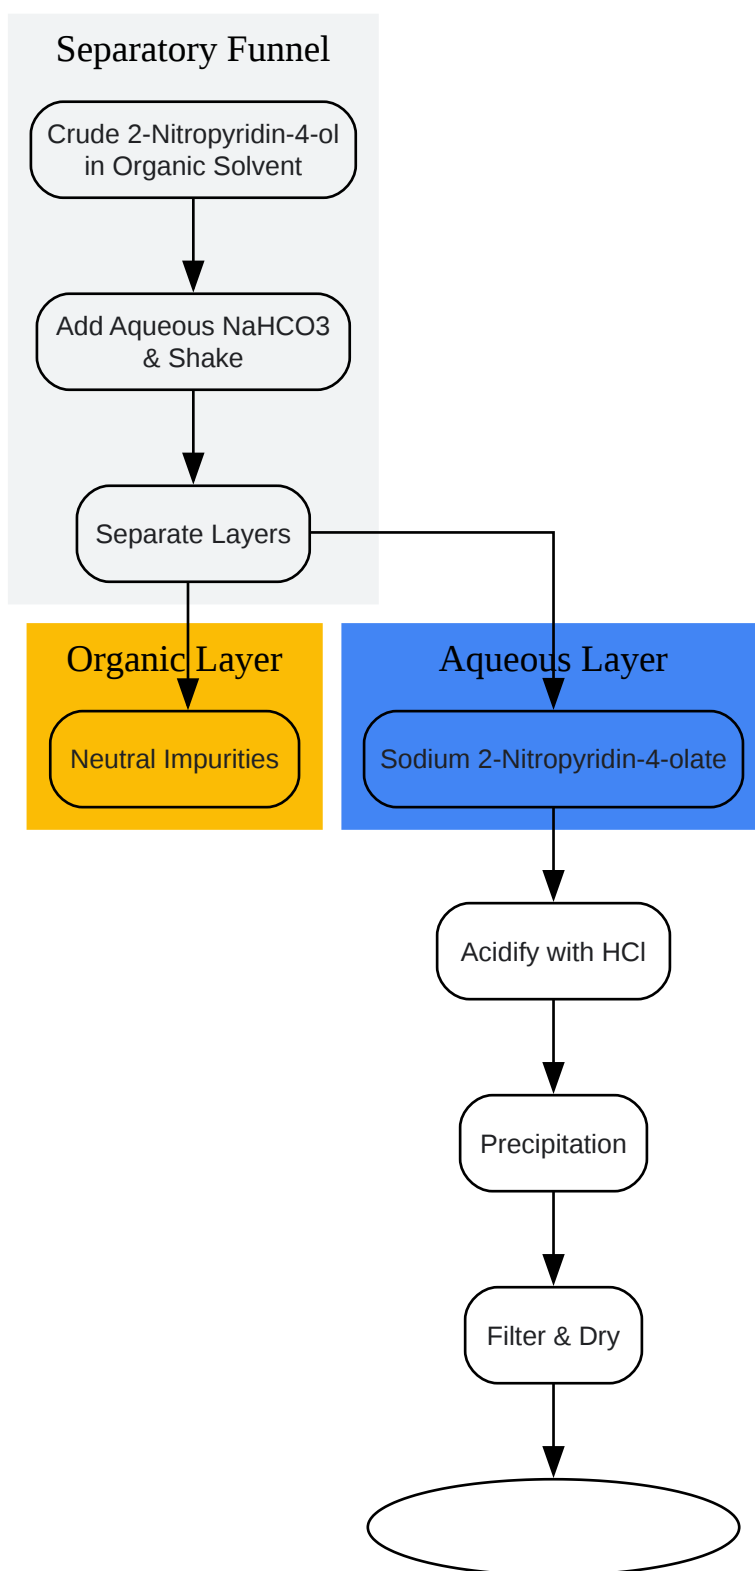 Separatory Funnel
Crude 2-Nitropyridin-4-ol
in Organic Solvent
Add Aqueous NaHCO3
& Shake
Separate Layers
Organic Layer
Aqueous Layer
Neutral Impurities
Sodium 2-Nitropyridin-4-olate
Acidify with HCl
Precipitation
Filter & Dry